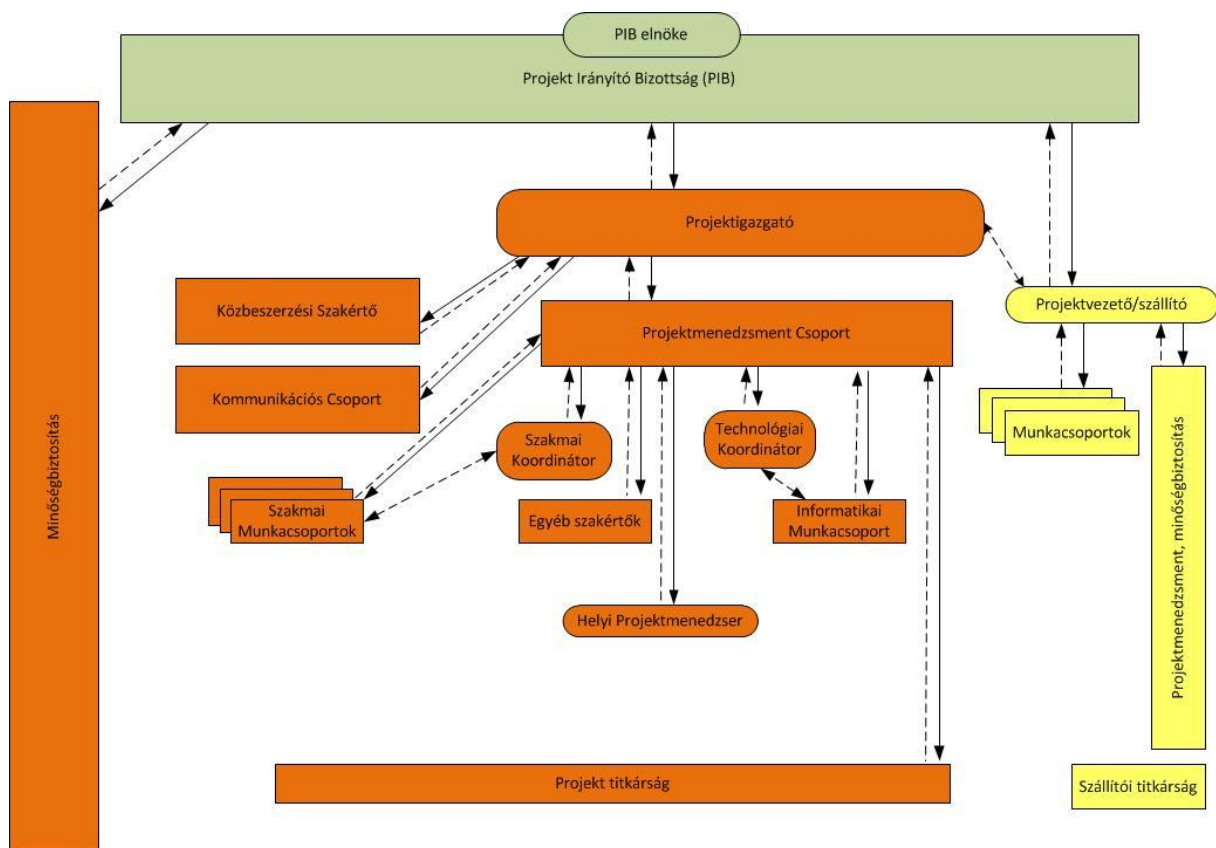 PIB elnöke
Projekt Irányító Bizottság (PIB)
Minőségbiztosítás
Projektigazgató
Közbeszerzési Szakértő
Projektmenedzsment Csoport
Projektvezető/szállító
Kommunikációs Csoport
Szakmai
Koordinátor
Technológiai
Koordinátor
Munkacsoportok
Projektmenedzsment, minőségbiztosítás
Szakmai
Munkacsoportok
Egyéb szakértők
Informatikai
Munkacsoport
Helyi Projektmenedzser
Projekt titkárság
Szállítói titkárság